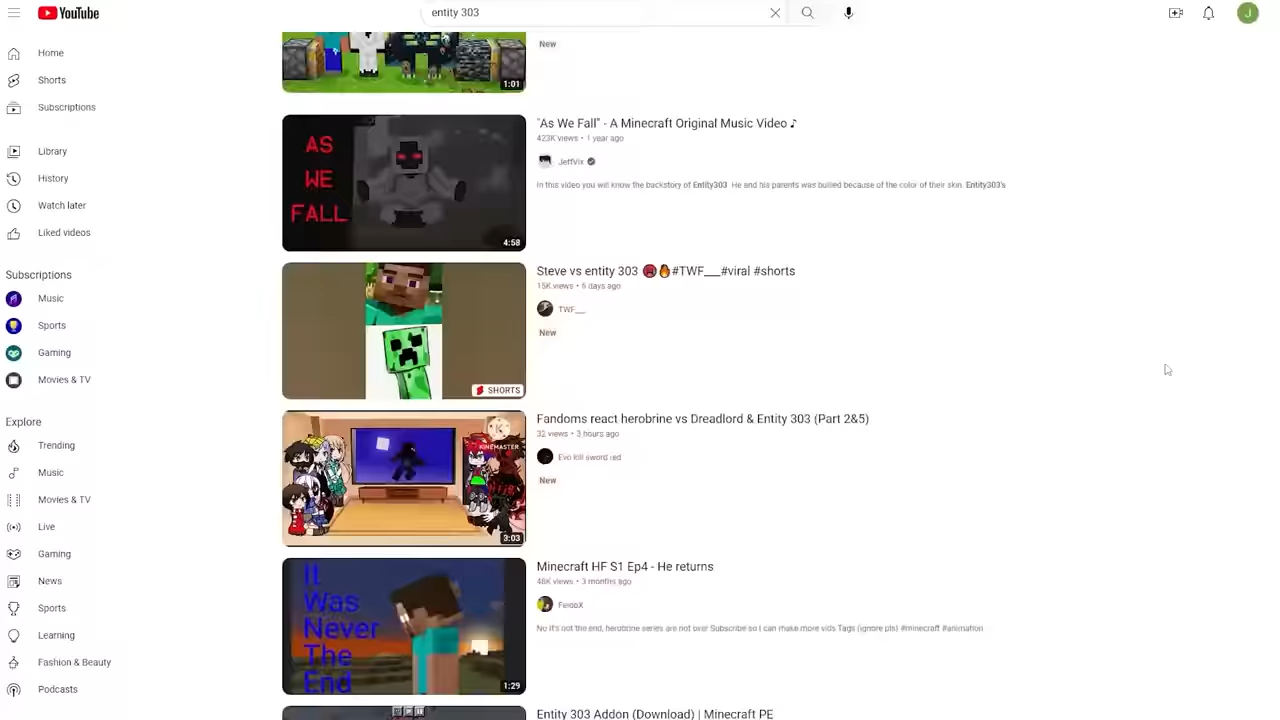 YouTube
entity 303
J
Home
Shorts
Subscriptions
Library
History
Watch later
Liked videos
Subscriptions
Music
Sports
Gaming
Movies & TV
Explore
Trending
Music
Movies & TV
Live
Gaming
News
Sports
Learning
Fashion & Beauty
Podcasts
1:01
New
AS
WE
FALL
4:58
"As We Fall" - A Minecraft Original Music Video ♪
423K views • 1 year ago
JeffVix
In this video you will know the backstory of Entity303 He and his parents was bullied because of the color of their skin. Entity303's
SHORTS
Steve vs entity 303 👹🔥#TWF___#viral #shorts
15K views • 5 days ago
TWF___
New
KINEMASTER
3:03
Fandoms react herobrine vs Dreadlord & Entity 303 (Part 2&5)
32 views • 3 hours ago
Evo kill sword red
New
It
Was
Never
The
End
1:29
Minecraft HF S1 Ep4 - He returns
48K views • 3 months ago
No it's not the end, herobrine series are not over Subscribe so I can make more vids Tags (ignore pls) #minecraft #animation
Entity 303 Addon (Download) | Minecraft PE